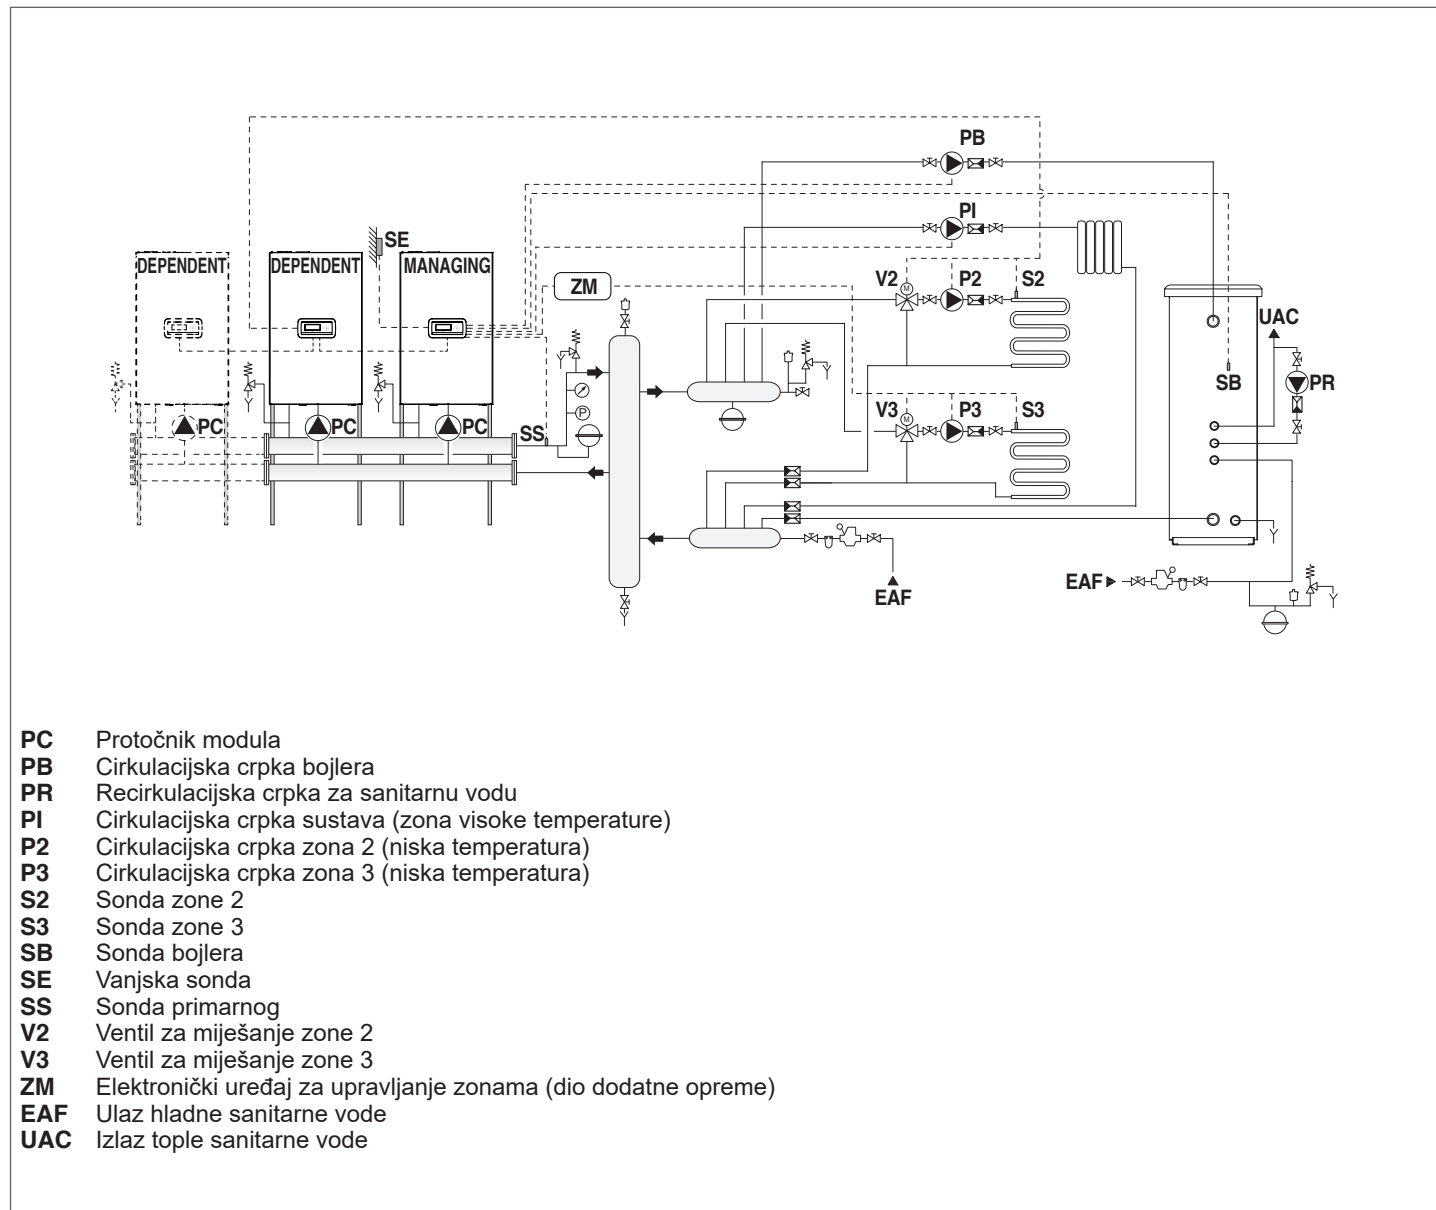 PB
PI
SE
DEPENDENT
DEPENDENT
MANAGING
ZM
V2
M
P2
S2
UAC
SB
PR
PC
PC
PC
SS
P
V3
M
P3
S3
EAF
EAF
PC Protočnik modula
PB Cirkulacijska crpka bojlera
PR Recirkulacijska crpka za sanitarnu vodu
PI Cirkulacijska crpka sustava (zona visoke temperature)
P2 Cirkulacijska crpka zona 2 (niska temperatura)
P3 Cirkulacijska crpka zona 3 (niska temperatura)
S2 Sonda zone 2
S3 Sonda zone 3
SB Sonda bojlera
SE Vanjska sonda
SS Sonda primarnog
V2 Ventil za miješanje zone 2
V3 Ventil za miješanje zone 3
ZM Elektronički uređaj za upravljanje zonama (dio dodatne opreme)
EAF Ulaz hladne sanitarne vode
UAC Izlaz tople sanitarne vode